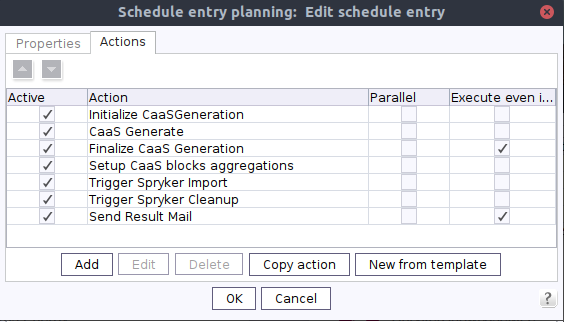 Schedule entry planning: Edit schedule entry
Properties Actions
Active Action Parallel Execute even i...
Initialize CaaSGeneration
CaaS Generate
Finalize CaaS Generation
Setup CaaS blocks aggregations
Trigger Spryker Import
Trigger Spryker Cleanup
Send Result Mail
Add Edit Delete Copy action New from template
OK Cancel ?